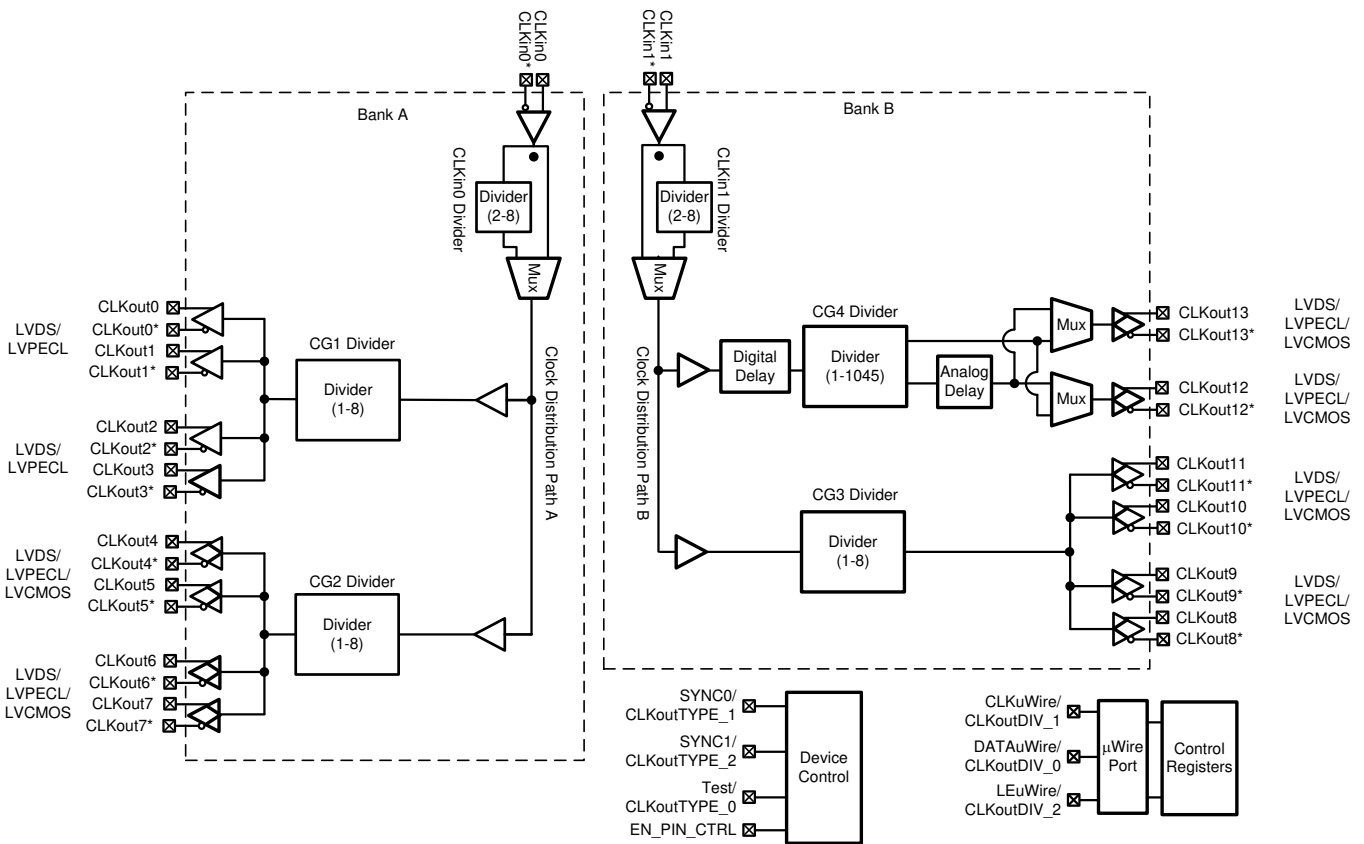 CLKin0
CLKin0*
CLKin1
CLKin1*
Bank A
Bank B
CLKin0 Divider
Divider
(2-8)
Mux
CLKin1 Divider
Divider
(2-8)
Mux
LVDS/
LVPECL
CLKout0
CLKout0*
CLKout1
CLKout1*
LVDS/
LVPECL
CLKout2
CLKout2*
CLKout3
CLKout3*
LVDS/
LVPECL/
LVCMOS
CLKout4
CLKout4*
CLKout5
CLKout5*
LVDS/
LVPECL/
LVCMOS
CLKout6
CLKout6*
CLKout7
CLKout7*
CG1 Divider
Divider
(1-8)
CG2 Divider
Divider
(1-8)
Clock Distribution Path A
Clock Distribution Path B
Digital
Delay
CG4 Divider
Divider
(1-1045)
Analog
Delay
Mux
Mux
CG3 Divider
Divider
(1-8)
CLKout13
CLKout13*
LVDS/
LVPECL/
LVCMOS
CLKout12
CLKout12*
LVDS/
LVPECL/
LVCMOS
CLKout11
CLKout11*
CLKout10
CLKout10*
LVDS/
LVPECL/
LVCMOS
CLKout9
CLKout9*
CLKout8
CLKout8*
LVDS/
LVPECL/
LVCMOS
SYNC0/
CLKoutTYPE_1
SYNC1/
CLKoutTYPE_2
Test/
CLKoutTYPE_0
EN_PIN_CTRL
Device
Control
CLKuWire/
CLKoutDIV_1
DATAuWire/
CLKoutDIV_0
LEuWire/
CLKoutDIV_2
µWire
Port
Control
Registers